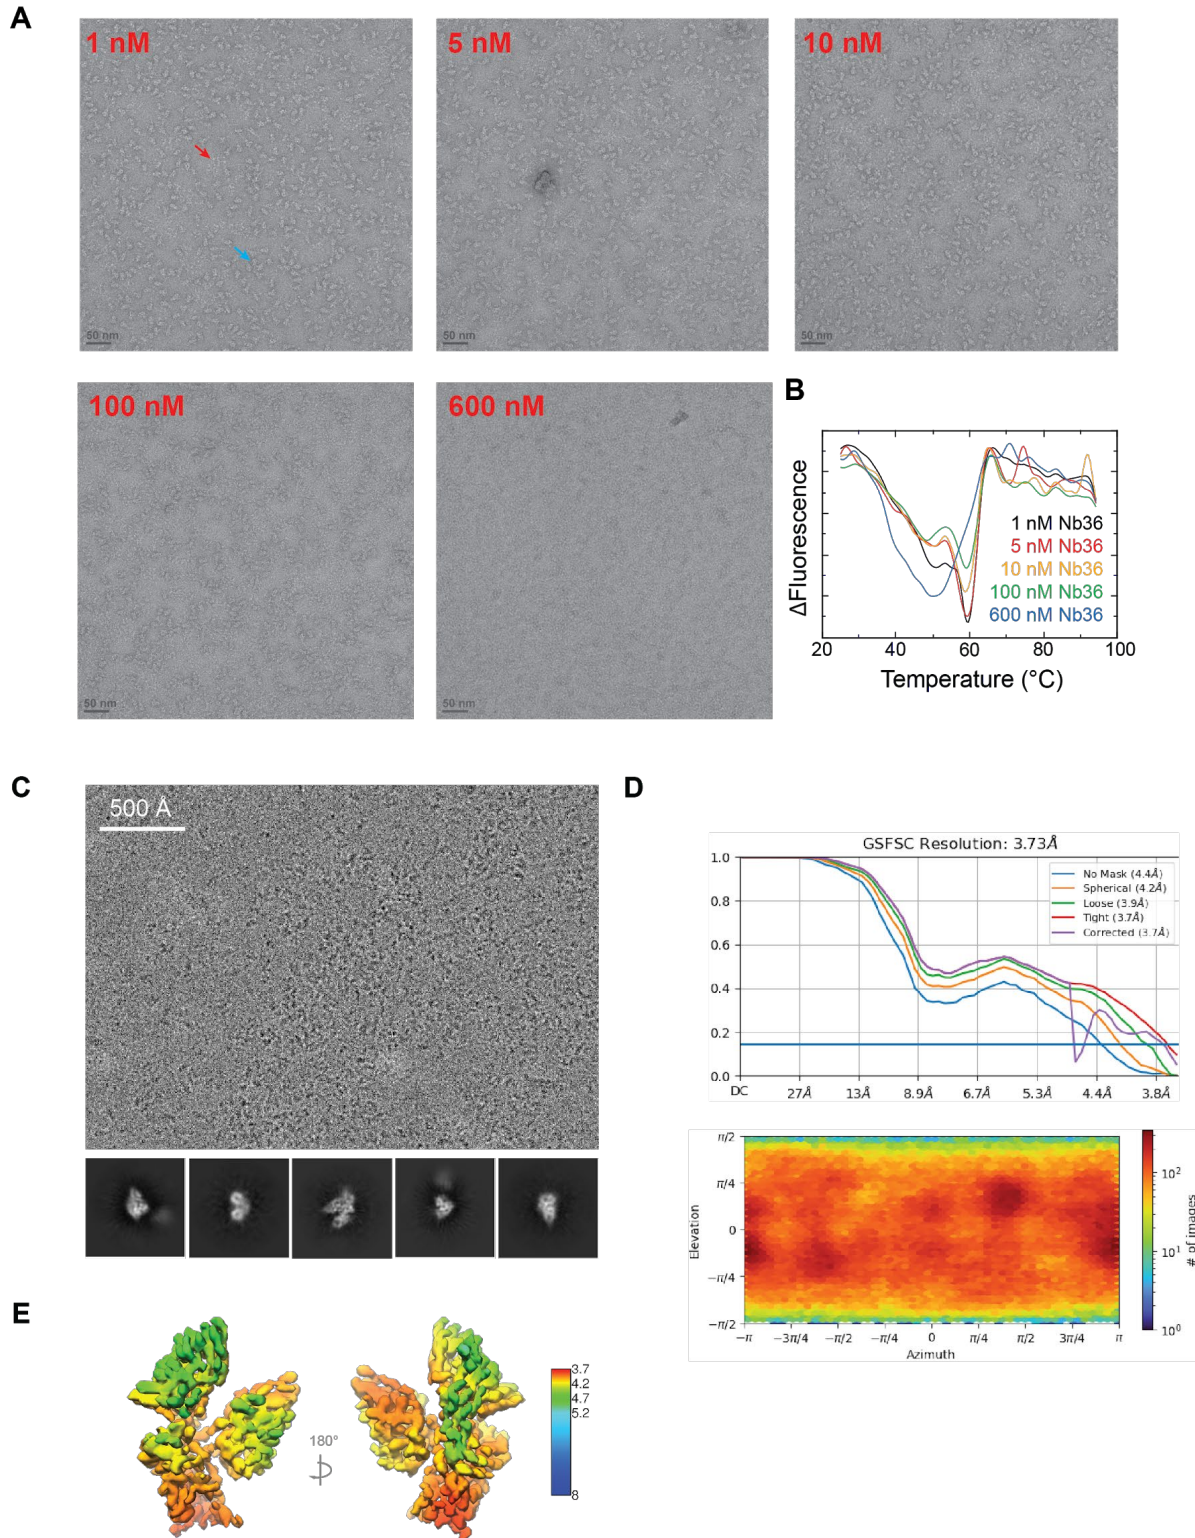 A
1 nM
5 nM
10 nM
50 nm
50 nm
50 nm
100 nM
600 nM
50 nm
50 nm
B
ΔFluorescence
1 nM Nb36
5 nM Nb36
10 nM Nb36
100 nM Nb36
600 nM Nb36
20 40 60 80 100
Temperature (°C)
C
500 Å
D
GSFSC Resolution: 3.73Å
1.0
0.8
0.6
0.4
0.2
0.0
No Mask (4.4Å)
Spherical (4.2Å)
Loose (3.9Å)
Tight (3.7Å)
Corrected (3.7Å)
DC 27Å 13Å 8.9Å 6.7Å 5.3Å 4.4Å 3.8Å
π/2
π/4
0
−π/4
−π/2
Elevation
−π −3π/4 −π/2 −π/4 0 π/4 π/2 3π/4 π
Azimuth
10²
10¹
10⁰
# of images
E
180°
3.7
4.2
4.7
5.2
8